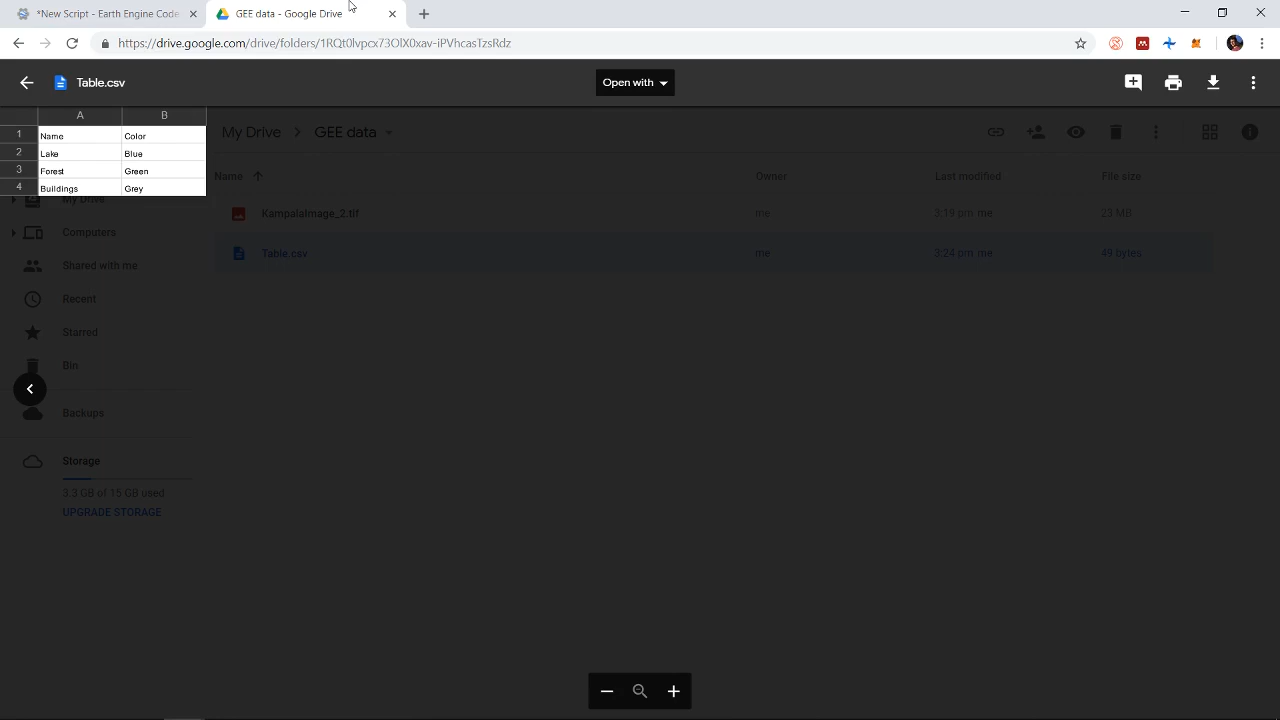 *New Script - Earth Engine Code
GEE data - Google Drive
https://drive.google.com/drive/folders/1RQt0lvpcx73OlX0xav-iPVhcasTzsRdz
Table.csv
Open with
A B
1 Name Color
2 Lake Blue
3 Forest Green
4 Buildings Grey
My Drive > GEE data
Name Owner Last modified File size
KampalaImage_2.tif me 3:19 pm me 23 MB
Table.csv me 3:24 pm me 49 bytes
My Drive
Computers
Shared with me
Recent
Starred
Bin
Backups
Storage
3.3 GB of 15 GB used
UPGRADE STORAGE